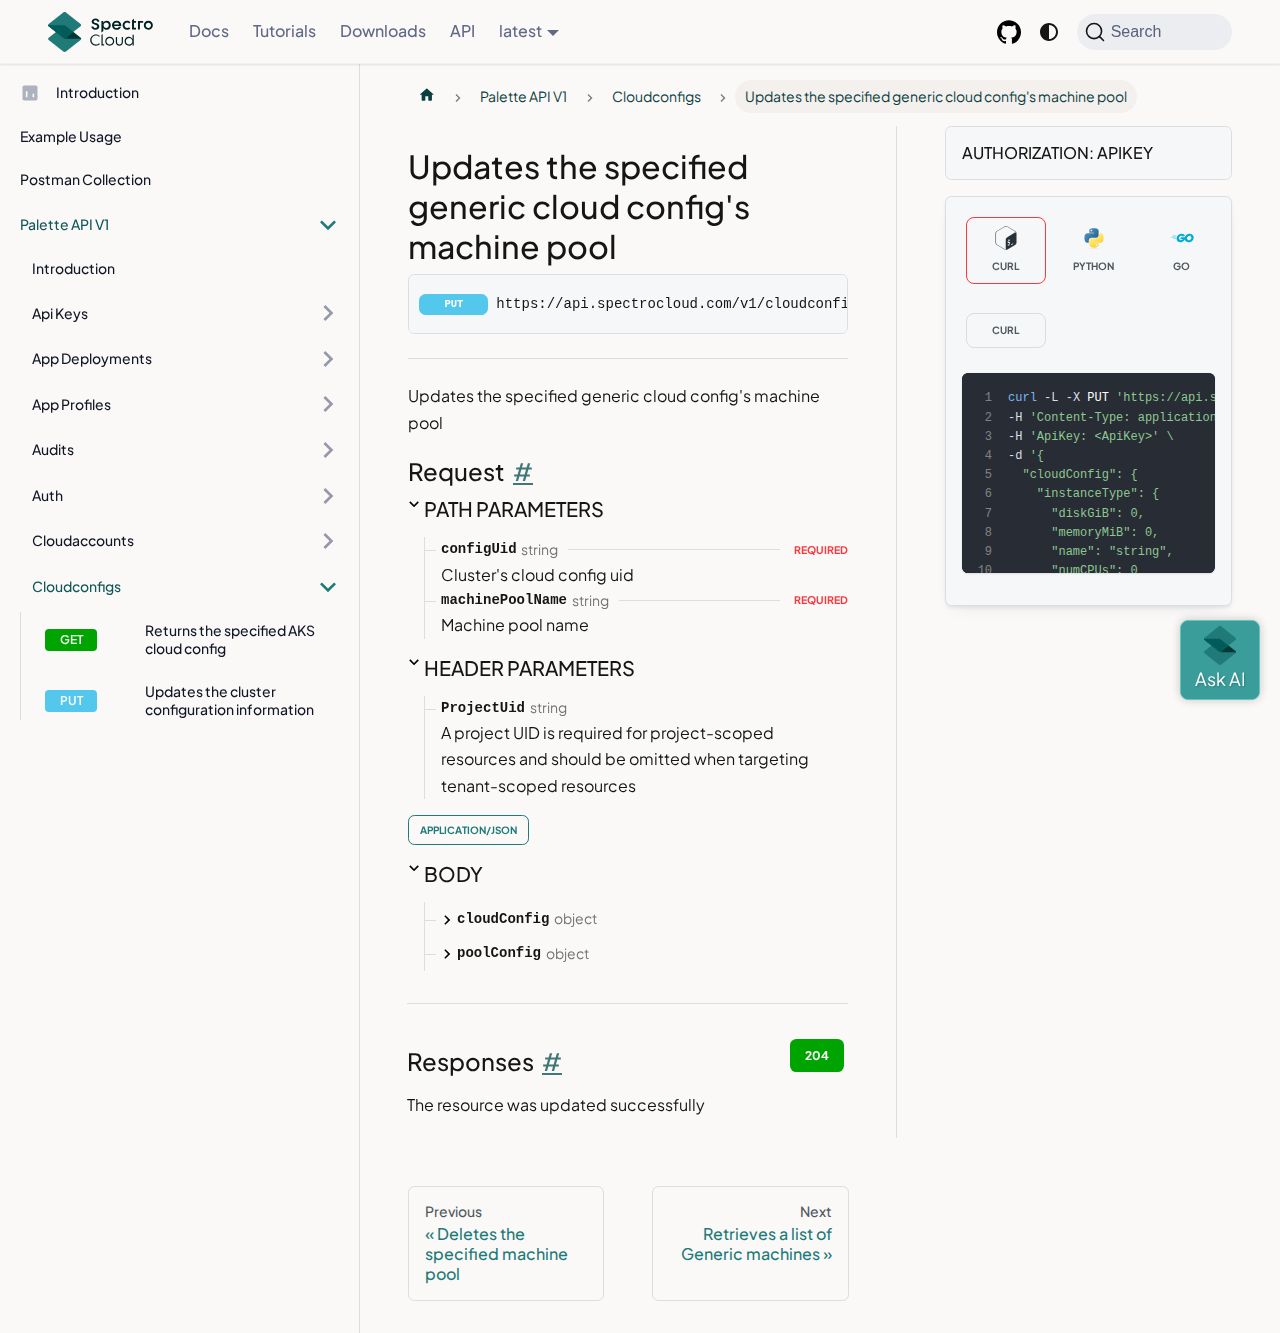 Spectro Cloud
Docs
Tutorials
Downloads
API
latest
Search
Introduction
Example Usage
Postman Collection
Palette API V1
Introduction
Api Keys
App Deployments
App Profiles
Audits
Auth
Cloudaccounts
Cloudconfigs
GET
Returns the specified AKS
cloud config
PUT
Updates the cluster
configuration information
Palette API V1
Cloudconfigs
Updates the specified generic cloud config's machine pool
Updates the specified
generic cloud config's
machine pool
PUT https://api.spectrocloud.com/v1/cloudconfi
Updates the specified generic cloud config's machine
pool
Request #
PATH PARAMETERS
configUid string REQUIRED
Cluster's cloud config uid
machinePoolName string REQUIRED
Machine pool name
HEADER PARAMETERS
ProjectUid string
A project UID is required for project-scoped
resources and should be omitted when targeting
tenant-scoped resources
APPLICATION/JSON
BODY
cloudConfig object
poolConfig object
Responses #
204
The resource was updated successfully
Previous
« Deletes the
specified machine
pool
Next
Retrieves a list of
Generic machines »
AUTHORIZATION: APIKEY
CURL
PYTHON
GO
CURL
1 curl -L -X PUT 'https://api.s
2 -H 'Content-Type: application
3 -H 'ApiKey: <ApiKey>' \
4 -d '{
5 "cloudConfig": {
6 "instanceType": {
7 "diskGiB": 0,
8 "memoryMiB": 0,
9 "name": "string",
10 "numCPUs": 0
Ask AI